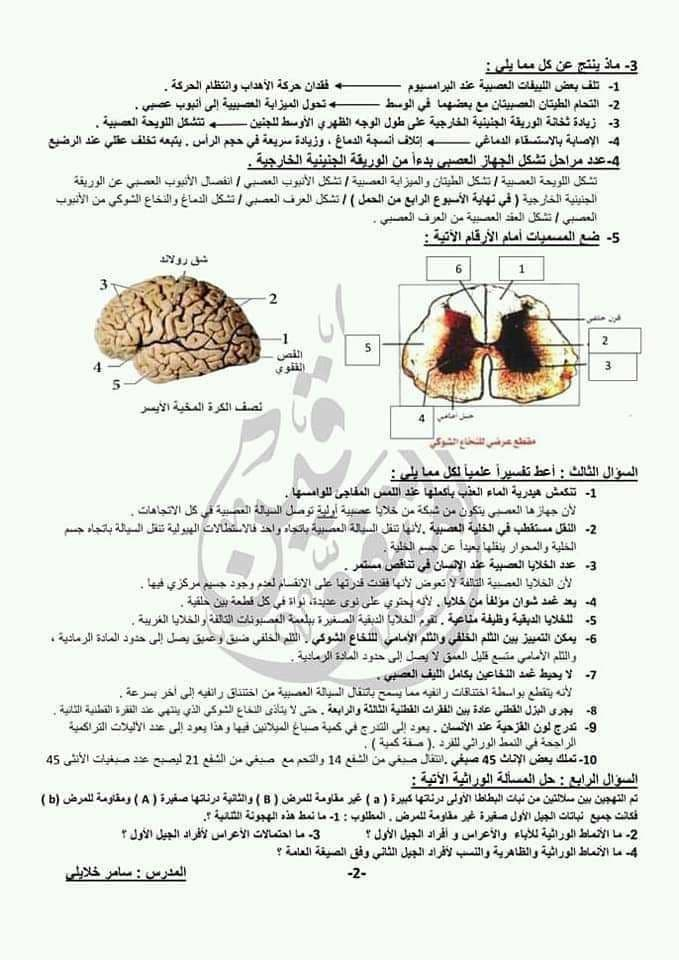 3- ماذ ينتج عن كل مما يلي :
1- تلف بعض اللييفات العصبية عند البرامسيوم ← فقدان حركة الأهداب وانتظام الحركة .
2- التحام الطيتان العصبيتان مع بعضهما في الوسط ← تحول الميزابة العصبية إلى أنبوب عصبي .
3- زيادة ثخانة الوريقة الجنينية الخارجية على طول الوجه الظهري الأوسط للجنين ← تتشكل اللويحة العصبية .
4- الإصابة بالاستسقاء الدماغي ← إتلاف أنسجة الدماغ ، وزيادة سريعة في حجم الرأس . يتبعه تخلف عقلي عند الرضيع
4-عدد مراحل تشكل الجهاز العصبي بدءاً من الوريقة الجنينية الخارجية .
تشكل اللويحة العصبية / تشكل الطيتان والميزابة العصبية / تشكل الأنبوب العصبي / انفصال الأنبوب العصبي عن الوريقة
الجنينية الخارجية ( في نهاية الأسبوع الرابع من الحمل ) / تشكل العرف العصبي / تشكل الدماغ والنخاع الشوكي من الأنبوب
العصبي / تشكل العقد العصبية من العرف العصبي .
5- ضع المسميات أمام الأرقام الآتية :
شق رولاند
3
2
1
الفص القفوي
4
5
نصف الكرة المخية الأيسر
6
1
قرن خلفي
2
5
3
4
حبل امامي
مقطع عرضي للنخاع الشوكي
السؤال الثالث : أعط تفسيراً علمياً لكل مما يلي :
1- تنكمش هيدرية الماء العذب بأكملها عند اللمس المفاجئ للوامسها .
لأن جهازها العصبي يتكون من شبكة من خلايا عصبية أولية توصل السيالة العصبية في كل الاتجاهات .
2- النقل مستقطب في الخلية العصبية .لأنها تنقل السيالة العصبية باتجاه واحد فالاستطالات الهيولية تنقل السيالة باتجاه جسم
الخلية والمحوار ينقلها بعيداً عن جسم الخلية .
3- عدد الخلايا العصبية عند الإنسان في تناقص مستمر .
لأن الخلايا العصبية التالفة لا تعوض لأنها فقدت قدرتها على الانقسام لعدم وجود جسيم مركزي فيها .
4- يعد غمد شوان مؤلفاً من خلايا . لأنه يحتوي على نوى عديدة، نواة في كل قطعة بين حلقية .
5- للخلايا الدبقية وظيفة مناعية . تقوم الخلايا الدبقية الصغيرة ببلعمة العصبونات التالفة والخلايا الغريبة .
6- يمكن التمييز بين الثلم الخلفي والثلم الأمامي للنخاع الشوكي . الثلم الخلفي ضيق وعميق يصل إلى حدود المادة الرمادية ،
والثلم الأمامي متسع قليل العمق لا يصل إلى حدود المادة الرمادية .
7- لا يحيط غمد النخاعين بكامل الليف العصبي .
لأنه يتقطع بواسطة اختناقات رانفيه مما يسمح بانتقال السيالة العصبية من اختناق رانفيه إلى آخر بسرعة .
8- يجرى البزل القطني عادة بين الفقرات القطنية الثالثة والرابعة . حتى لا يتأذى النخاع الشوكي الذي ينتهي عند الفقرة القطنية الثانية .
9- تدرج لون القزحية عند الأنسان . يعود إلى التدرج في كمية صباغ الميلانين فيها وهذا يعود إلى عدد الأليلات التراكمية
الراجحة في النمط الوراثي للفرد .( صفة كمية ) .
10- تملك بعض الإناث 45 صبغي .انتقال صبغي من الشفع 14 والتحم مع صبغي من الشفع 21 ليصبح عدد صبغيات الأنثى 45
السؤال الرابع : حل المسألة الوراثية الآتية :
تم التهجين بين سلالتين من نبات البطاطا الأولى درناتها كبيرة ( a ) غير مقاومة للمرض ( B ) والثانية درناتها صغيرة ( A ) ومقاومة للمرض (b )
فكانت جميع نباتات الجيل الأول صغيرة غير مقاومة للمرض . المطلوب : 1- ما نمط هذه الهجونة الثنائية ؟.
2- ما الأنماط الوراثية للأباء والأعراس و أفراد الجيل الأول ؟ 3- ما احتمالات الأعراس لأفراد الجيل الأول ؟
4- ما الأنماط الوراثية والظاهرية والنسب لأفراد الجيل الثاني وفق الصيغة العامة ؟
-2- المدرس : سامر خلايلي